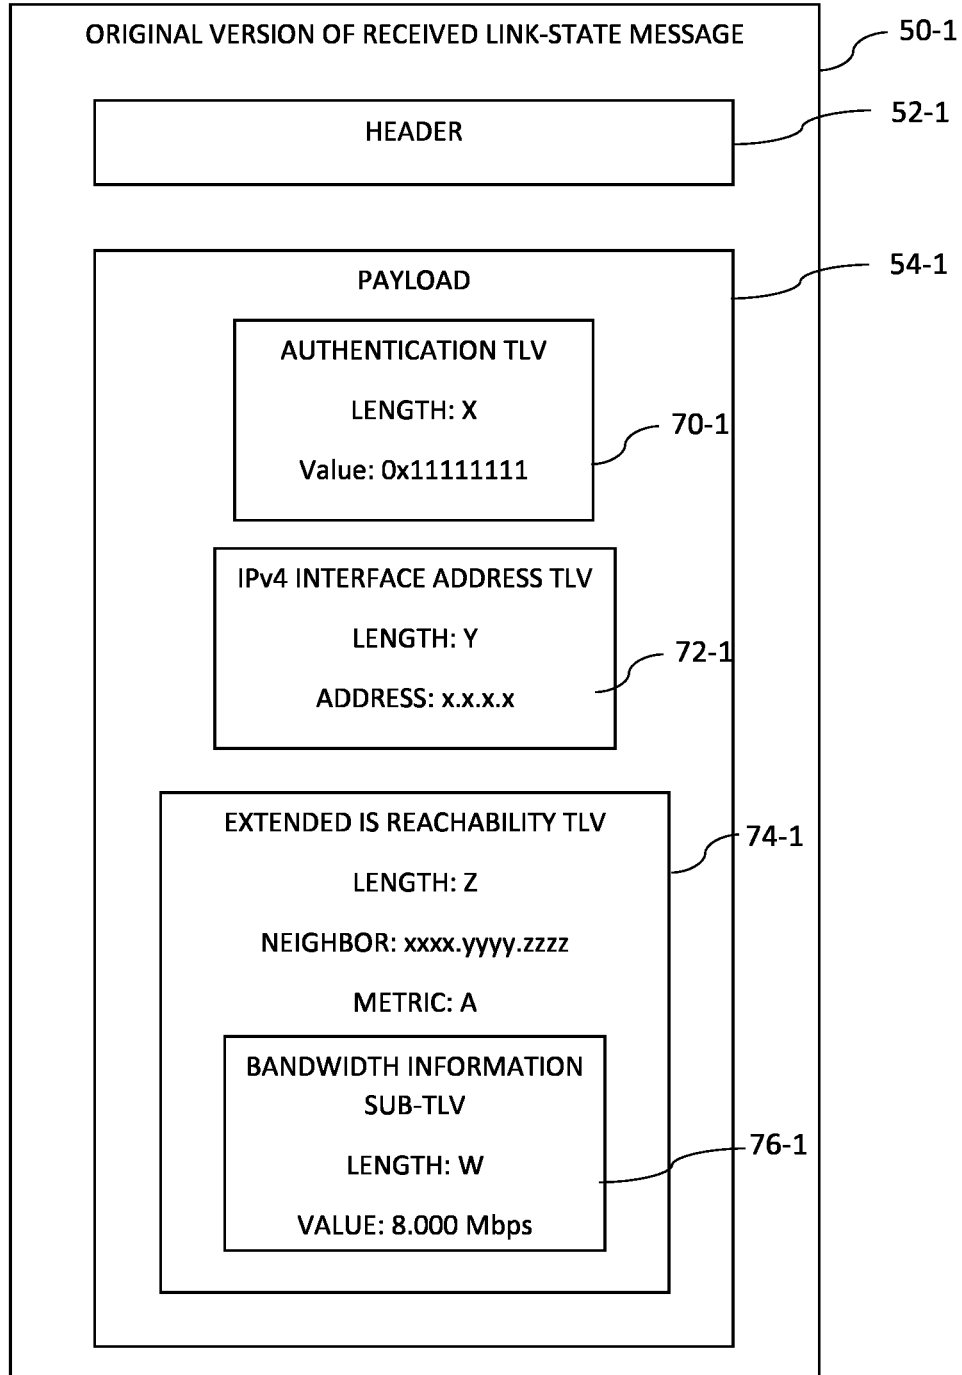 ORIGINAL VERSION OF RECEIVED LINK-STATE MESSAGE
50-1
HEADER
52-1
PAYLOAD
54-1
AUTHENTICATION TLV
LENGTH: X
Value: 0x11111111
70-1
IPv4 INTERFACE ADDRESS TLV
LENGTH: Y
ADDRESS: x.x.x.x
72-1
EXTENDED IS REACHABILITY TLV
LENGTH: Z
NEIGHBOR: xxxx.yyyy.zzzz
METRIC: A
74-1
BANDWIDTH INFORMATION
SUB-TLV
LENGTH: W
VALUE: 8.000 Mbps
76-1